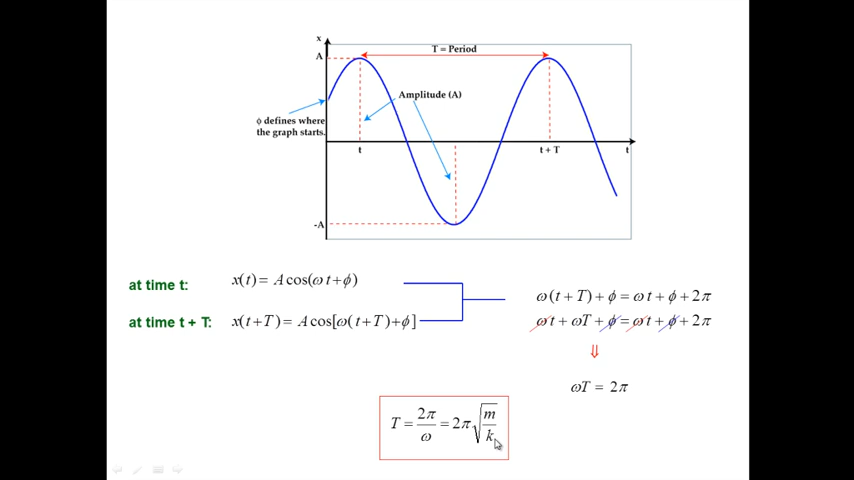 x
T = Period
A
Amplitude (A)
ϕ defines where
the graph starts.
t
t + T
t
-A
at time t:
x(t) = A cos(ω t + ϕ)
at time t + T:
x(t+T) = A cos[ω(t+T)+ϕ]
ω(t+T)+ϕ = ω t+ϕ+2π
ω t + ωT + ϕ = ω t + ϕ + 2π
⇓
ωT = 2π
T = 2π/ω = 2π√(m/k)